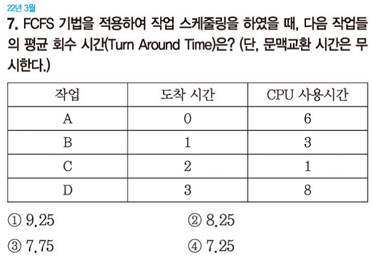 22년 3월
7. FCFS 기법을 적용하여 작업 스케줄링을 하였을 때, 다음 작업들
의 평균 회수 시간(Turn Around Time)은? (단, 문맥교환 시간은 무
시한다.)
작업 도착 시간 CPU 사용시간
A 0 6
B 1 3
C 2 1
D 3 8
① 9.25 ② 8.25
③ 7.75 ④ 7.25